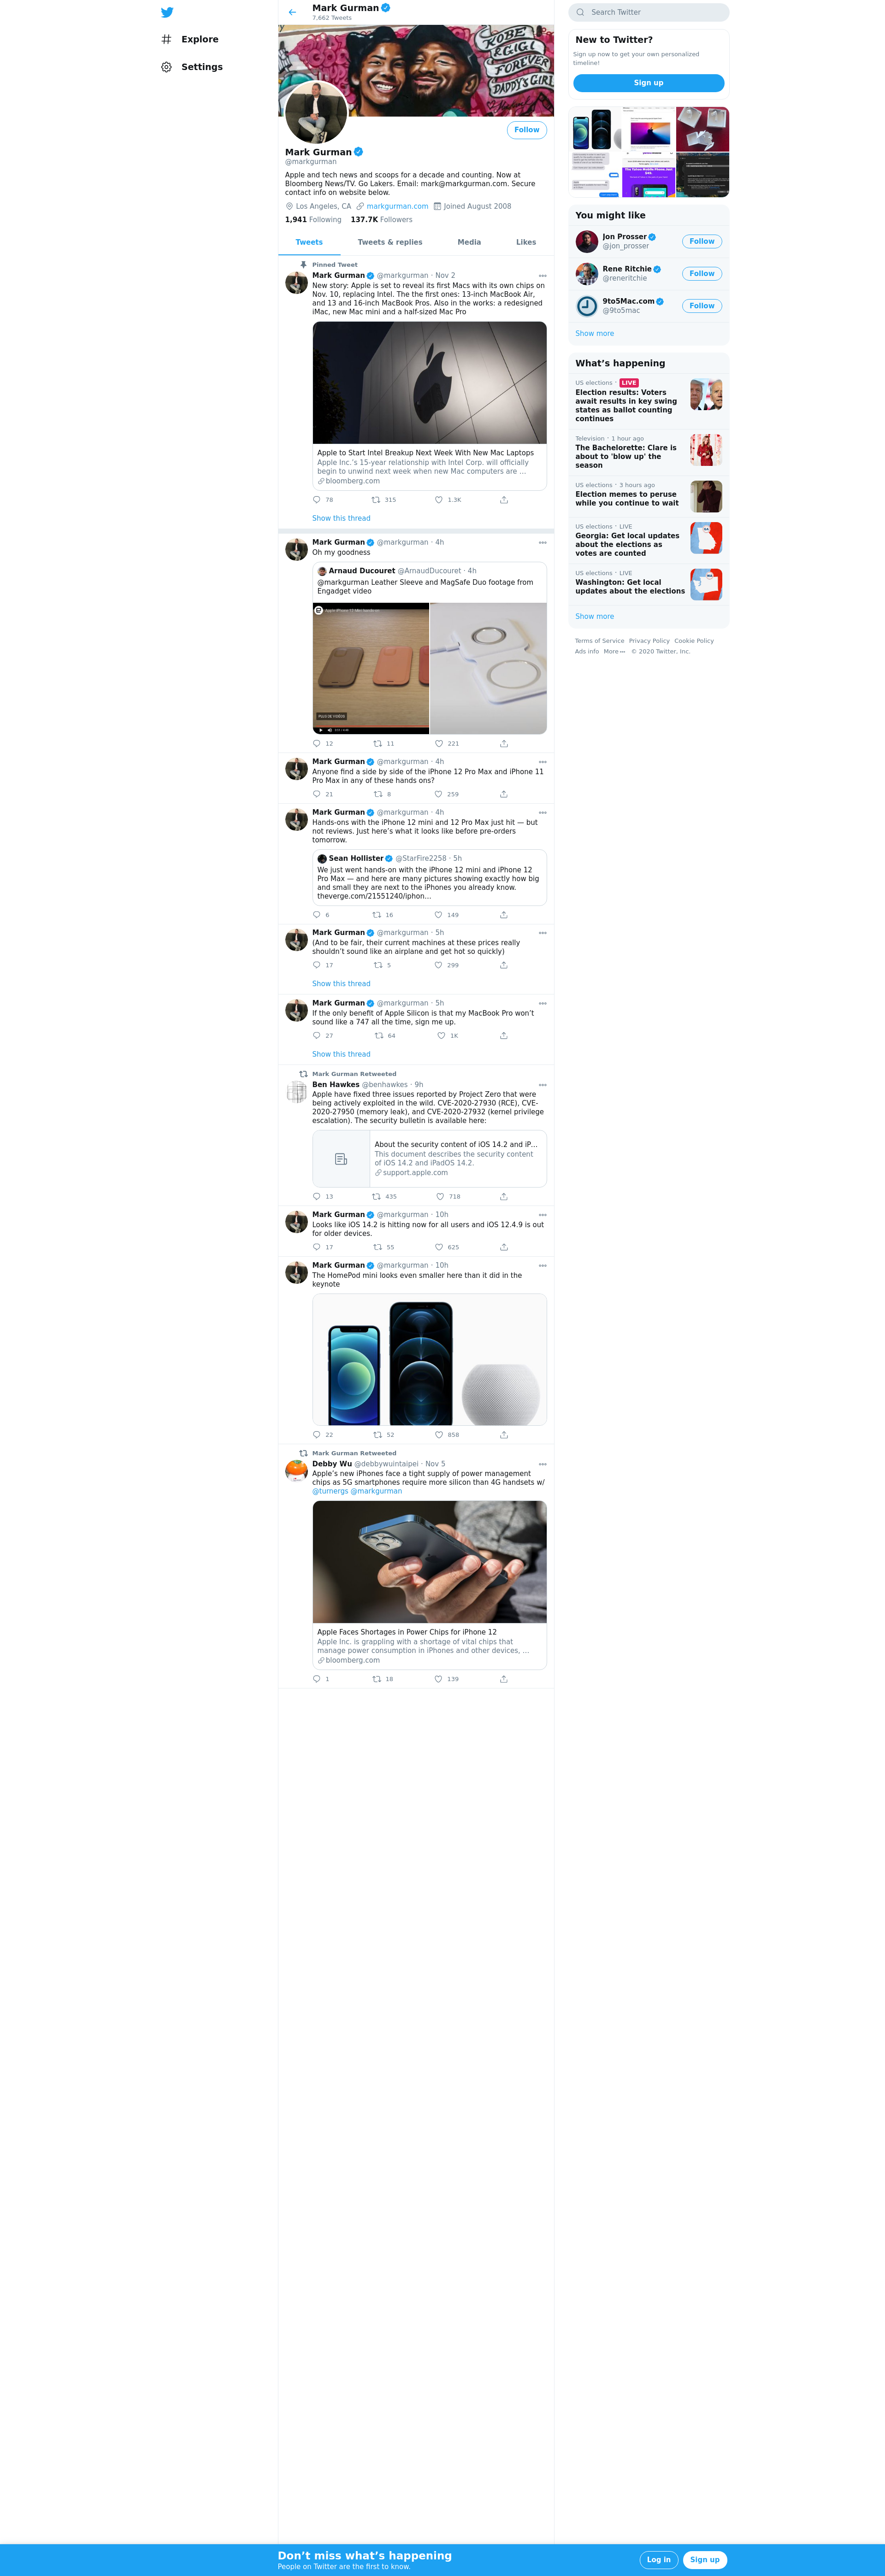 Explore
Settings
Mark Gurman
7,662 Tweets
KOBE
& GIGI
FOREVER
DADDY'S GIRL
Follow
Mark Gurman
@markgurman
Apple and tech news and scoops for a decade and counting. Now at
Bloomberg News/TV. Go Lakers. Email: mark@markgurman.com. Secure
contact info on website below.
Los Angeles, CA markgurman.com Joined August 2008
1,941 Following 137.7K Followers
Tweets Tweets & replies Media Likes
Pinned Tweet
Mark Gurman @markgurman · Nov 2
New story: Apple is set to reveal its first Macs with its own chips on
Nov. 10, replacing Intel. The the first ones: 13-inch MacBook Air,
and 13 and 16-inch MacBook Pros. Also in the works: a redesigned
iMac, new Mac mini and a half-sized Mac Pro
Apple to Start Intel Breakup Next Week With New Mac Laptops
Apple Inc.'s 15-year relationship with Intel Corp. will officially
begin to unwind next week when new Mac computers are ...
bloomberg.com
78 315 1.3K
Show this thread
Mark Gurman @markgurman · 4h
Oh my goodness
Arnaud Ducouret @ArnaudDucouret · 4h
@markgurman Leather Sleeve and MagSafe Duo footage from
Engadget video
12 11 221
Mark Gurman @markgurman · 4h
Anyone find a side by side of the iPhone 12 Pro Max and iPhone 11
Pro Max in any of these hands ons?
21 8 259
Mark Gurman @markgurman · 4h
Hands-ons with the iPhone 12 mini and 12 Pro Max just hit — but
not reviews. Just here's what it looks like before pre-orders
tomorrow.
Sean Hollister @StarFire2258 · 5h
We just went hands-on with the iPhone 12 mini and iPhone 12
Pro Max — and here are many pictures showing exactly how big
and small they are next to the iPhones you already know.
theverge.com/21551240/iphon…
6 16 149
Mark Gurman @markgurman · 5h
(And to be fair, their current machines at these prices really
shouldn't sound like an airplane and get hot so quickly)
17 5 299
Show this thread
Mark Gurman @markgurman · 5h
If the only benefit of Apple Silicon is that my MacBook Pro won't
sound like a 747 all the time, sign me up.
27 64 1K
Show this thread
Mark Gurman Retweeted
Ben Hawkes @benhawkes · 9h
Apple have fixed three issues reported by Project Zero that were
being actively exploited in the wild. CVE-2020-27930 (RCE), CVE-
2020-27950 (memory leak), and CVE-2020-27932 (kernel privilege
escalation). The security bulletin is available here:
About the security content of iOS 14.2 and iP...
This document describes the security content
of iOS 14.2 and iPadOS 14.2.
support.apple.com
13 435 718
Mark Gurman @markgurman · 10h
Looks like iOS 14.2 is hitting now for all users and iOS 12.4.9 is out
for older devices.
17 55 625
Mark Gurman @markgurman · 10h
The HomePod mini looks even smaller here than it did in the
keynote
22 52 858
Mark Gurman Retweeted
Debby Wu @debbywuintaipei · Nov 5
Apple's new iPhones face a tight supply of power management
chips as 5G smartphones require more silicon than 4G handsets w/
@turnergs @markgurman
Apple Faces Shortages in Power Chips for iPhone 12
Apple Inc. is grappling with a shortage of vital chips that
manage power consumption in iPhones and other devices, ...
bloomberg.com
1 18 139
Search Twitter
New to Twitter?
Sign up now to get your own personalized
timeline!
Sign up
You might like
Jon Prosser
@jon_prosser
Follow
Rene Ritchie
@reneritchie
Follow
9to5Mac.com
@9to5mac
Follow
Show more
What's happening
US elections · LIVE
Election results: Voters
await results in key swing
states as ballot counting
continues
Television · 1 hour ago
The Bachelorette: Clare is
about to 'blow up' the
season
US elections · 3 hours ago
Election memes to peruse
while you continue to wait
US elections · LIVE
Georgia: Get local updates
about the elections as
votes are counted
US elections · LIVE
Washington: Get local
updates about the elections
Show more
Terms of Service Privacy Policy Cookie Policy
Ads info More © 2020 Twitter, Inc.
Don't miss what's happening
People on Twitter are the first to know.
Log in Sign up